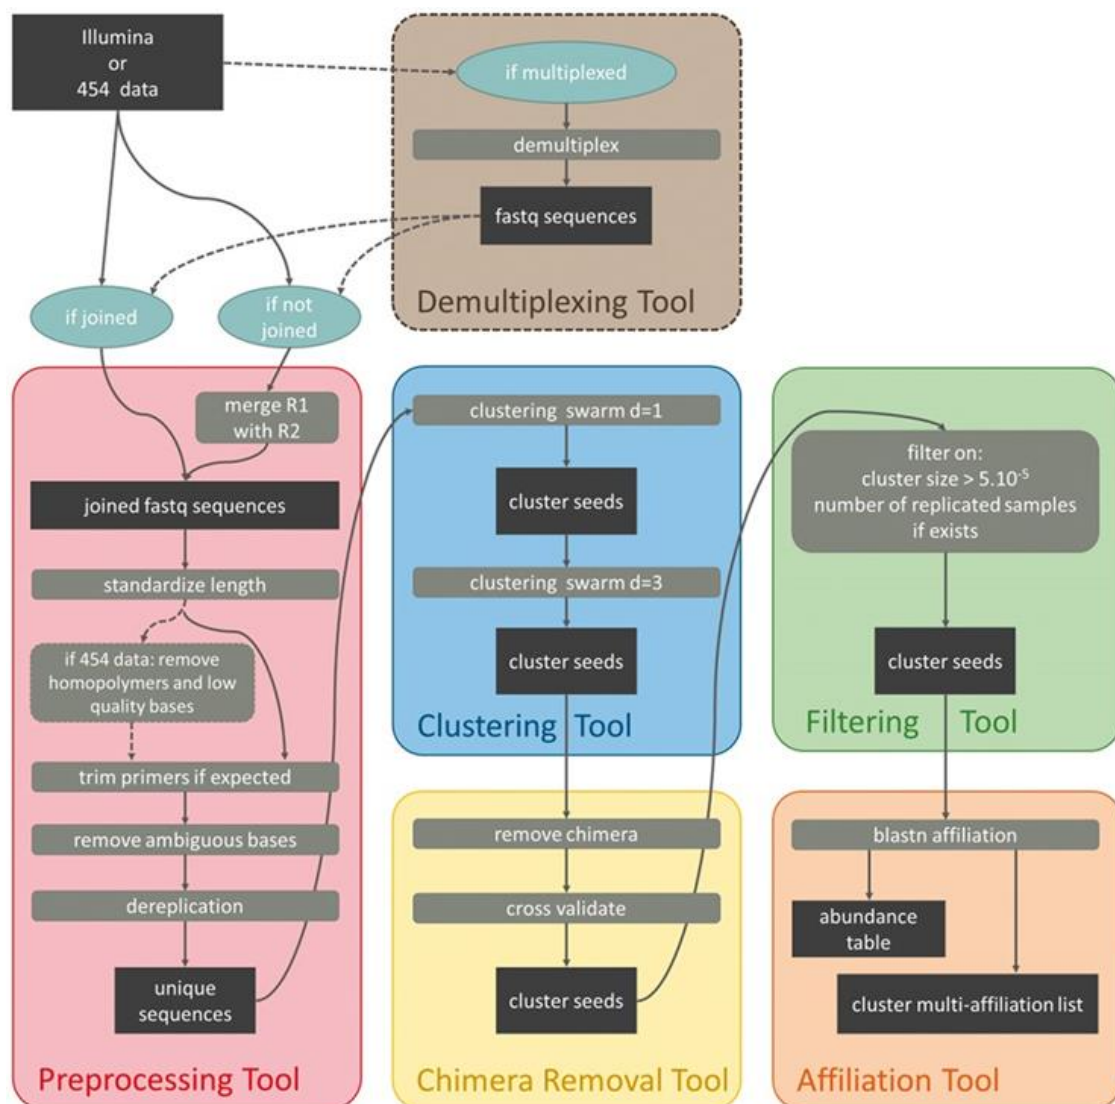 Illumina
or
454 data
if multiplexed
demultiplex
fastq sequences
Demultiplexing Tool
if joined
if not
joined
merge R1
with R2
joined fastq sequences
standardize length
if 454 data: remove
homopolymers and low
quality bases
trim primers if expected
remove ambiguous bases
dereplication
unique
sequences
Preprocessing Tool
clustering swarm d=1
cluster seeds
clustering swarm d=3
cluster seeds
Clustering Tool
remove chimera
cross validate
cluster seeds
Chimera Removal Tool
filter on:
cluster size > 5.10⁻⁵
number of replicated samples
if exists
cluster seeds
Filtering Tool
blastn affiliation
abundance
table
cluster multi-affiliation list
Affiliation Tool